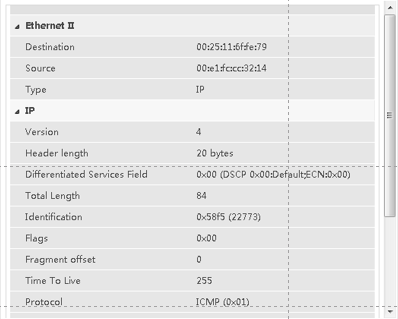 Ethernet II
Destination 00:25:11:6f:fe:79
Source 00:e1:fc:cc:32:14
Type IP
IP
Version 4
Header length 20 bytes
Differentiated Services Field 0x00 (DSCP 0x00:Default;ECN:0x00)
Total Length 84
Identification 0x58f5 (22773)
Flags 0x00
Fragment offset 0
Time To Live 255
Protocol ICMP (0x01)